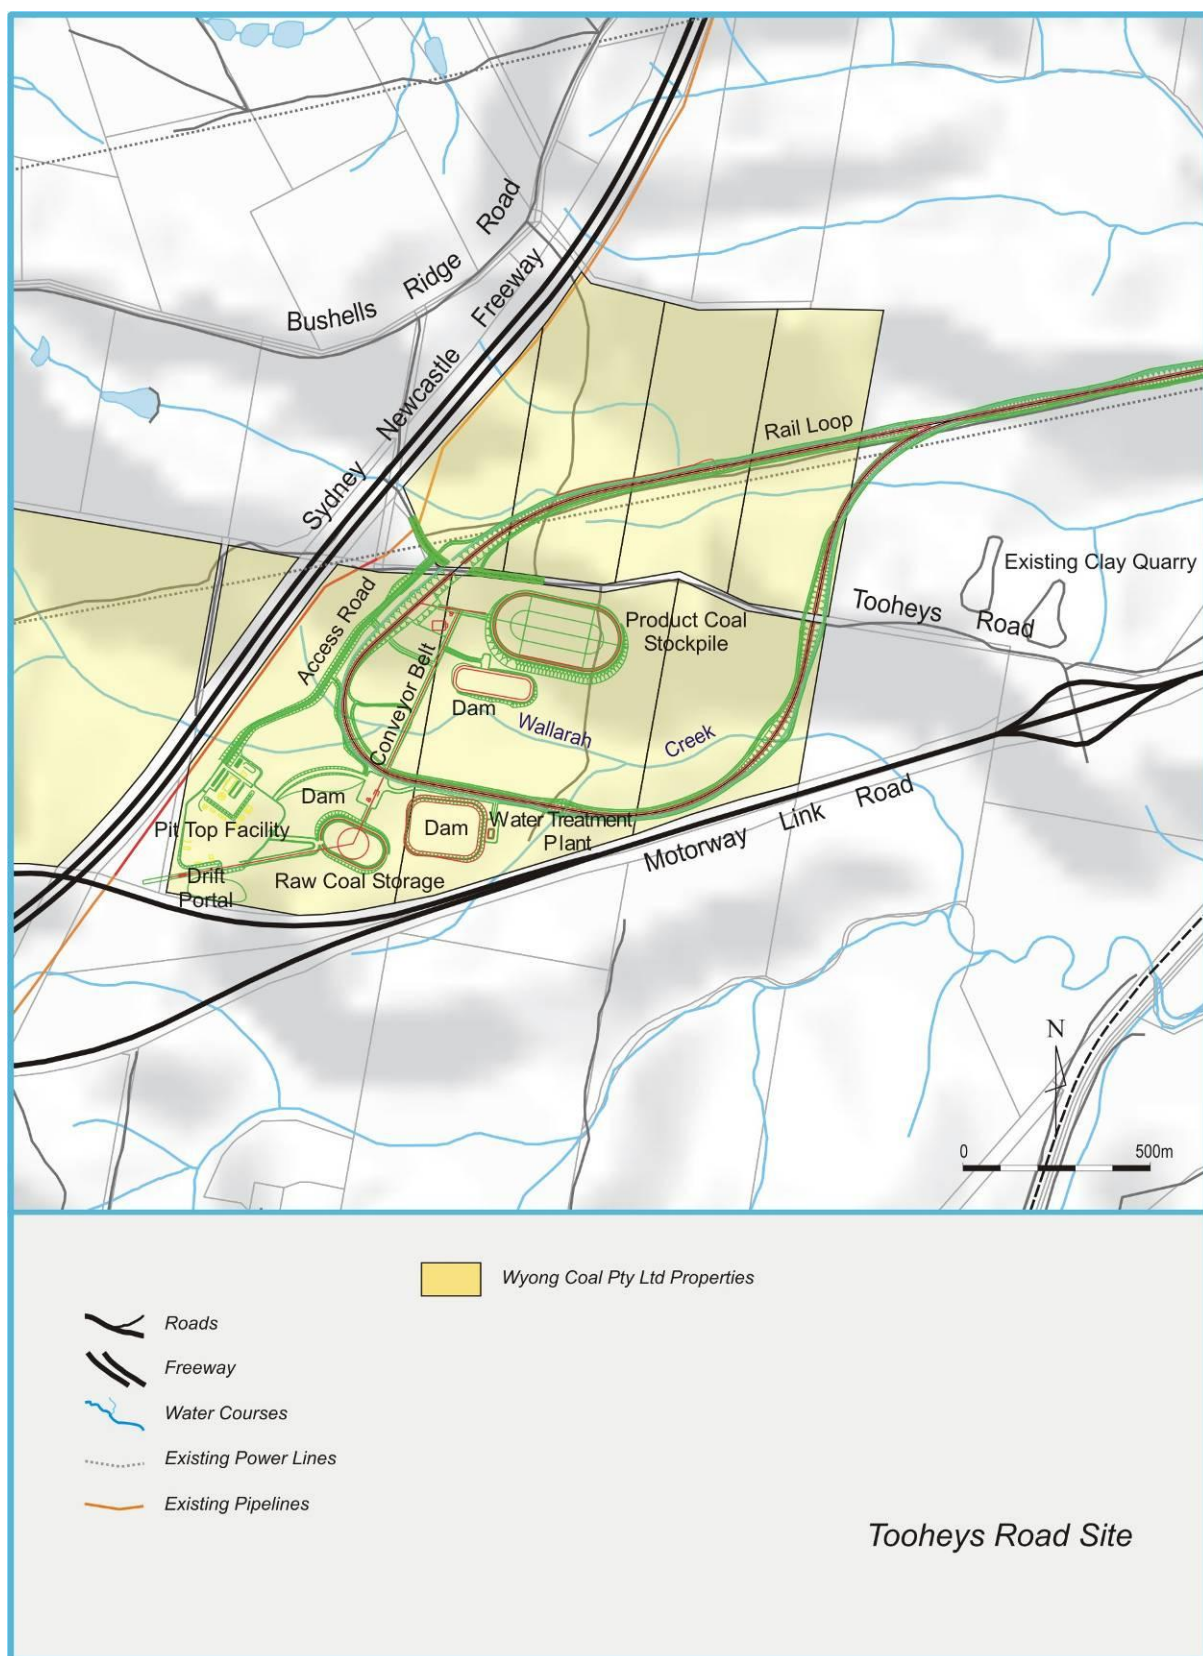 Bushells Ridge Road
Sydney Newcastle Freeway
Rail Loop
Existing Clay Quarry
Tooheys Road
Access Road
Conveyor Belt
Product Coal
Stockpile
Dam
Wallarah Creek
Dam
Pit Top Facility
Dam
Water Treatment
Plant
Motorway Link Road
Drift
Portal
Raw Coal Storage
N
0 500m
Wyong Coal Pty Ltd Properties
Roads
Freeway
Water Courses
Existing Power Lines
Existing Pipelines
Tooheys Road Site